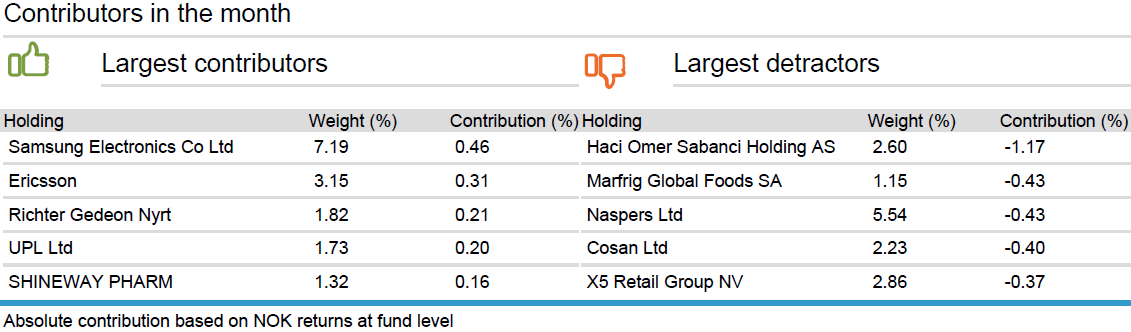 Contributors in the month
Largest contributors Largest detractors
Holding Weight (%) Contribution (%) Holding Weight (%) Contribution (%)
Samsung Electronics Co Ltd 7.19 0.46 Haci Omer Sabanci Holding AS 2.60 -1.17
Ericsson 3.15 0.31 Marfrig Global Foods SA 1.15 -0.43
Richter Gedeon Nyrt 1.82 0.21 Naspers Ltd 5.54 -0.43
UPL Ltd 1.73 0.20 Cosan Ltd 2.23 -0.40
SHINEWAY PHARM 1.32 0.16 X5 Retail Group NV 2.86 -0.37
Absolute contribution based on NOK returns at fund level